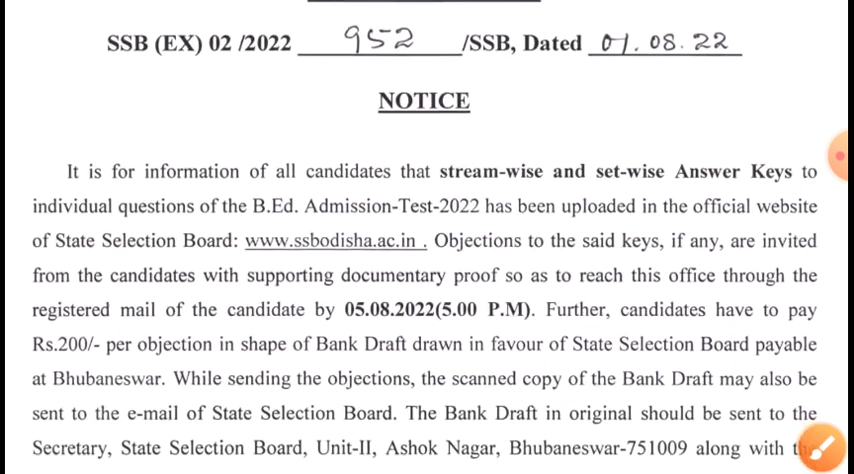 SSB (EX) 02 /2022 952 /SSB, Dated 01.08.22
NOTICE
It is for information of all candidates that stream-wise and set-wise Answer Keys to
individual questions of the B.Ed. Admission-Test-2022 has been uploaded in the official website
of State Selection Board: www.ssbodisha.ac.in . Objections to the said keys, if any, are invited
from the candidates with supporting documentary proof so as to reach this office through the
registered mail of the candidate by 05.08.2022(5.00 P.M). Further, candidates have to pay
Rs.200/- per objection in shape of Bank Draft drawn in favour of State Selection Board payable
at Bhubaneswar. While sending the objections, the scanned copy of the Bank Draft may also be
sent to the e-mail of State Selection Board. The Bank Draft in original should be sent to the
Secretary, State Selection Board, Unit-II, Ashok Nagar, Bhubaneswar-751009 along with